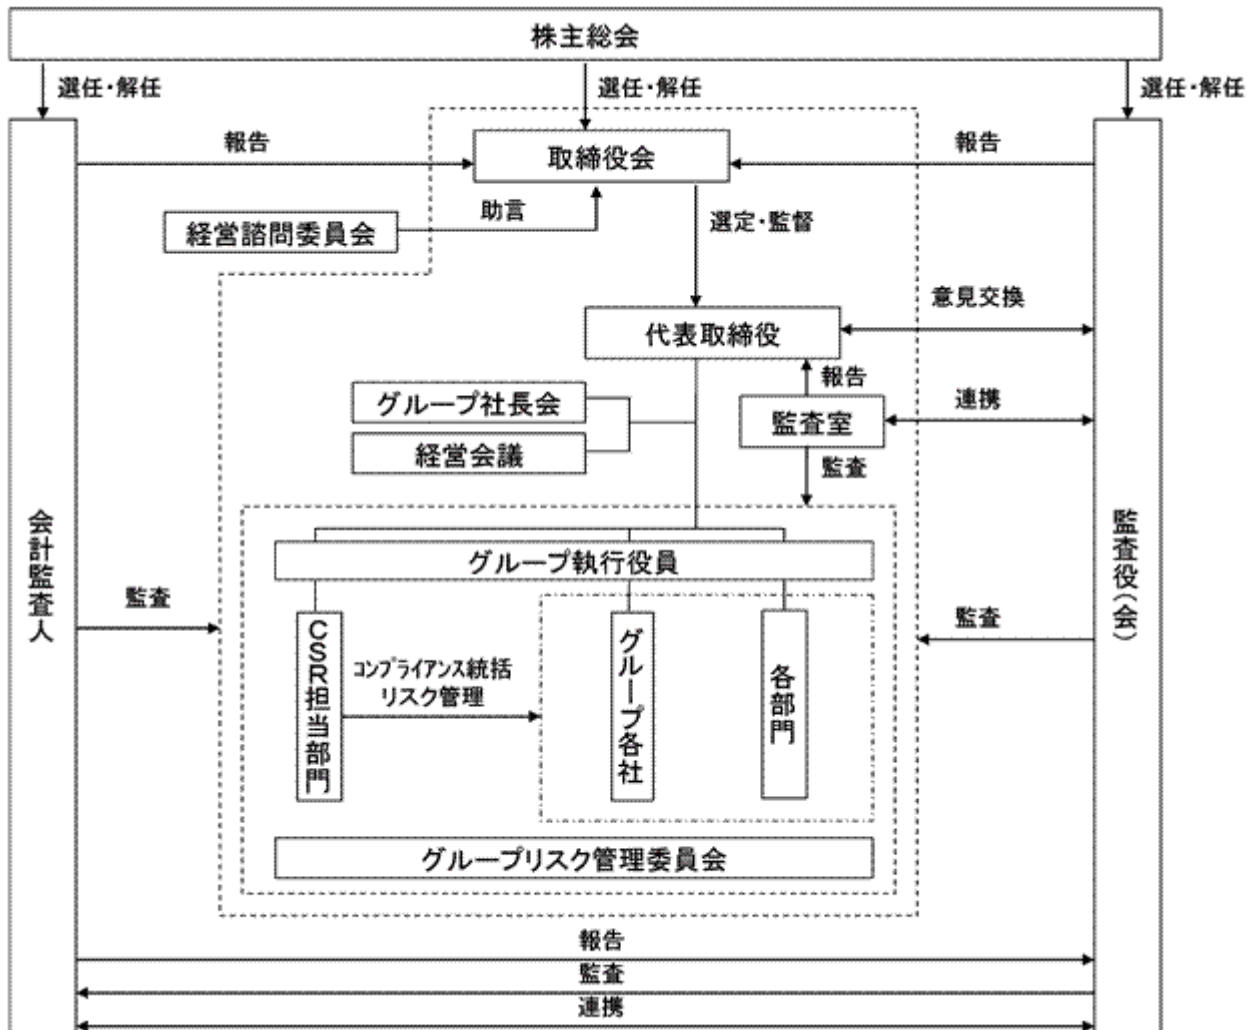 株主総会
選任・解任
選任・解任
選任・解任
報告
取締役会
報告
助言
経営諮問委員会
選定・監督
意見交換
代表取締役
報告
グループ社長会
監査室
連携
経営会議
監査
会計監査人
監査役(会)
グループ執行役員
監査
監査
CSR担当部門
コンプライアンス統括
リスク管理
グループ各社
各部門
グループリスク管理委員会
報告
監査
連携